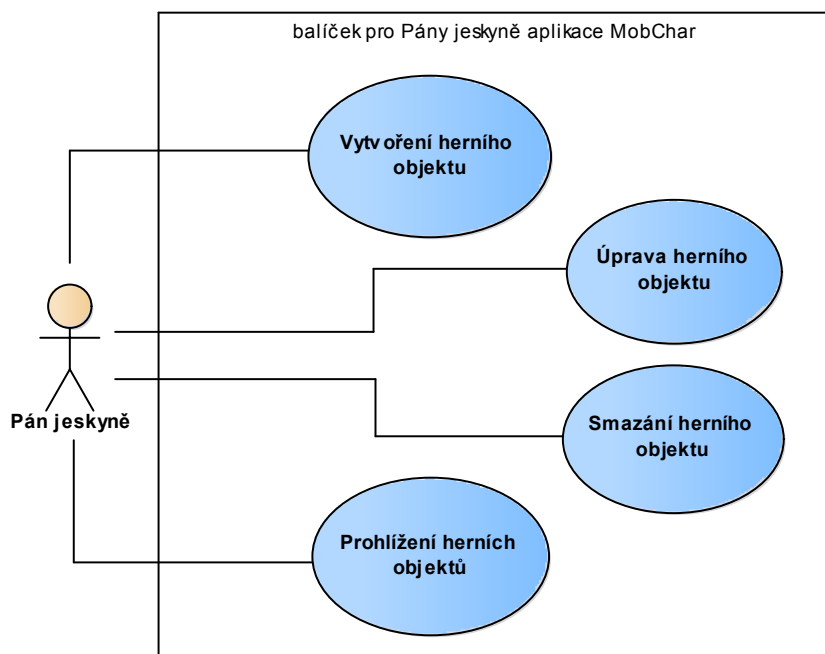 balíček pro Pány jeskyně aplikace MobChar
Vytvoření herního
objektu
Úprava herního
objektu
Pán jeskyně
Smazání herního
objektu
Prohlížení herních
objektů